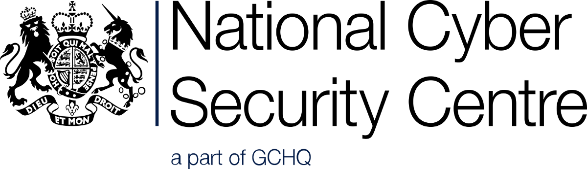 National Cyber
Security Centre
a part of GCHQ
DIEU ET MON DROIT